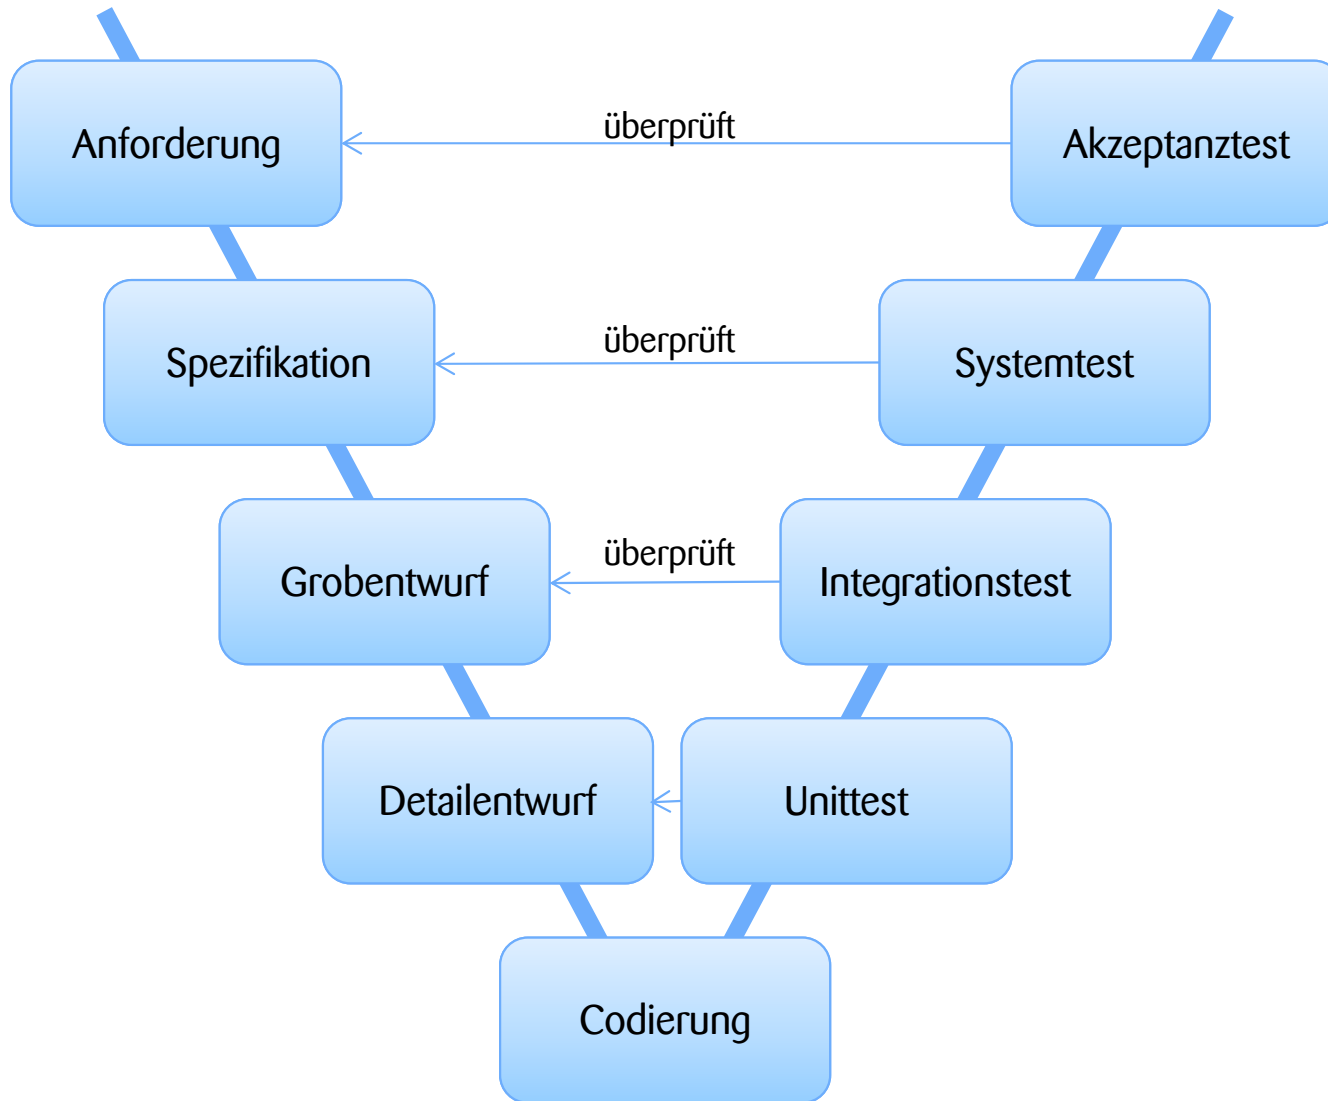 Anforderung
überprüft
Akzeptanztest
Spezifikation
überprüft
Systemtest
Grobentwurf
überprüft
Integrationstest
Detailentwurf
Unittest
Codierung